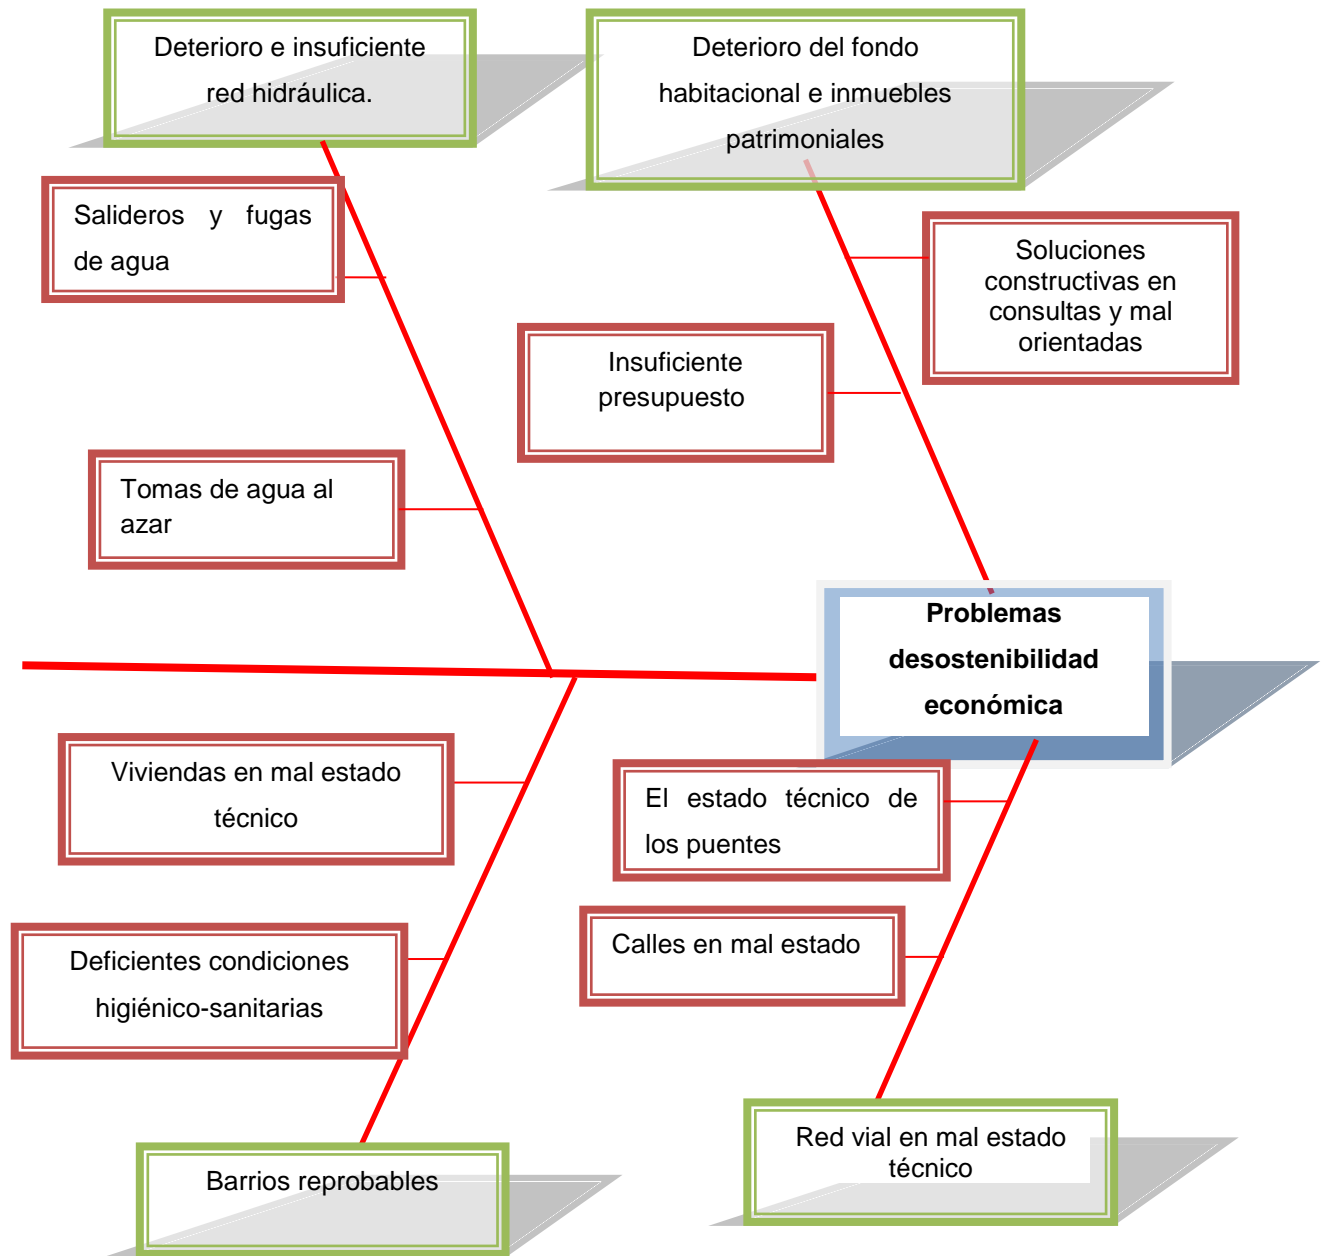 Deterioro e insuficiente
red hidráulica.
Deterioro del fondo
habitacional e inmuebles
patrimoniales
Salideros y fugas
de agua
Soluciones
constructivas en
consultas y mal
orientadas
Insuficiente
presupuesto
Tomas de agua al
azar
Problemas
desostenibilidad
económica
Viviendas en mal estado
técnico
El estado técnico de
los puentes
Deficientes condiciones
higiénico-sanitarias
Calles en mal estado
Barrios reprobables
Red vial en mal estado
técnico